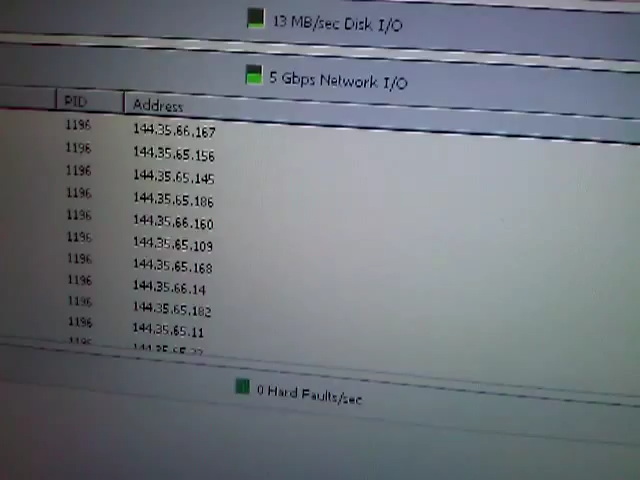 13 MB/sec Disk I/O
5 Gbps Network I/O
PID Address
1196 144.35.66.167
1196 144.35.65.156
1196 144.35.65.145
1196 144.35.65.186
1196 144.35.66.160
1196 144.35.65.109
1196 144.35.65.168
1196 144.35.66.14
1196 144.35.65.182
1196 144.35.65.11
0 Hard Faults/sec